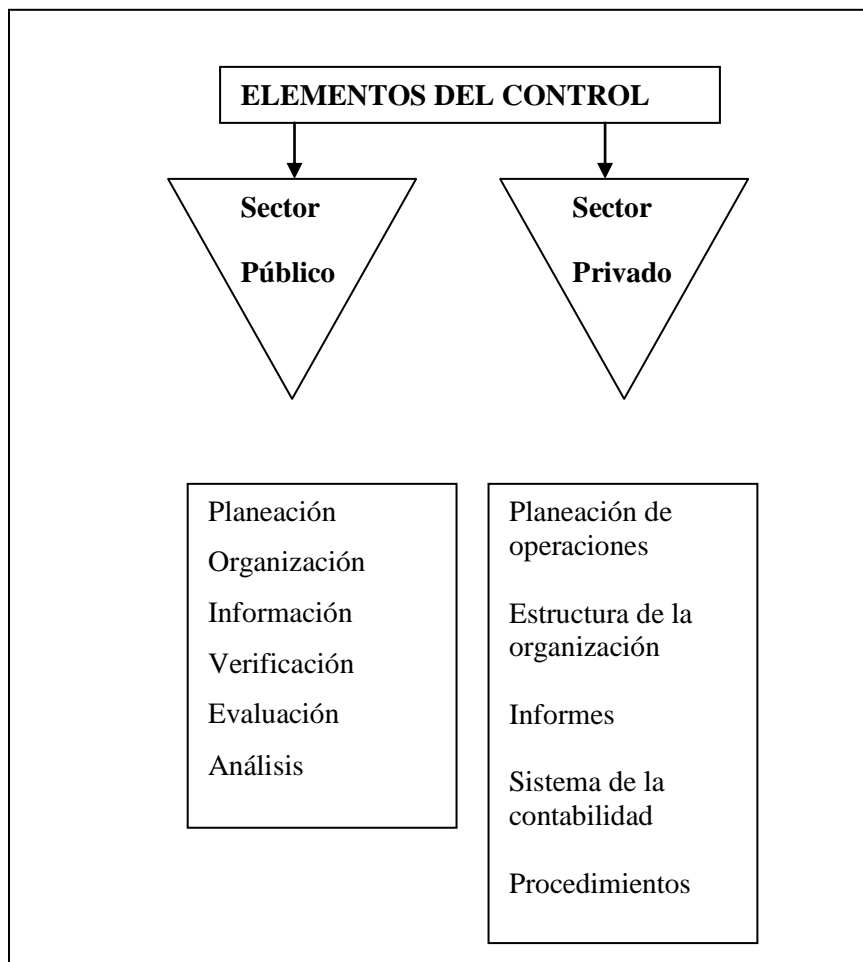 ELEMENTOS DEL CONTROL
Sector
Público
Sector
Privado
Planeación
Organización
Información
Verificación
Evaluación
Análisis
Planeación de
operaciones
Estructura de la
organización
Informes
Sistema de la
contabilidad
Procedimientos